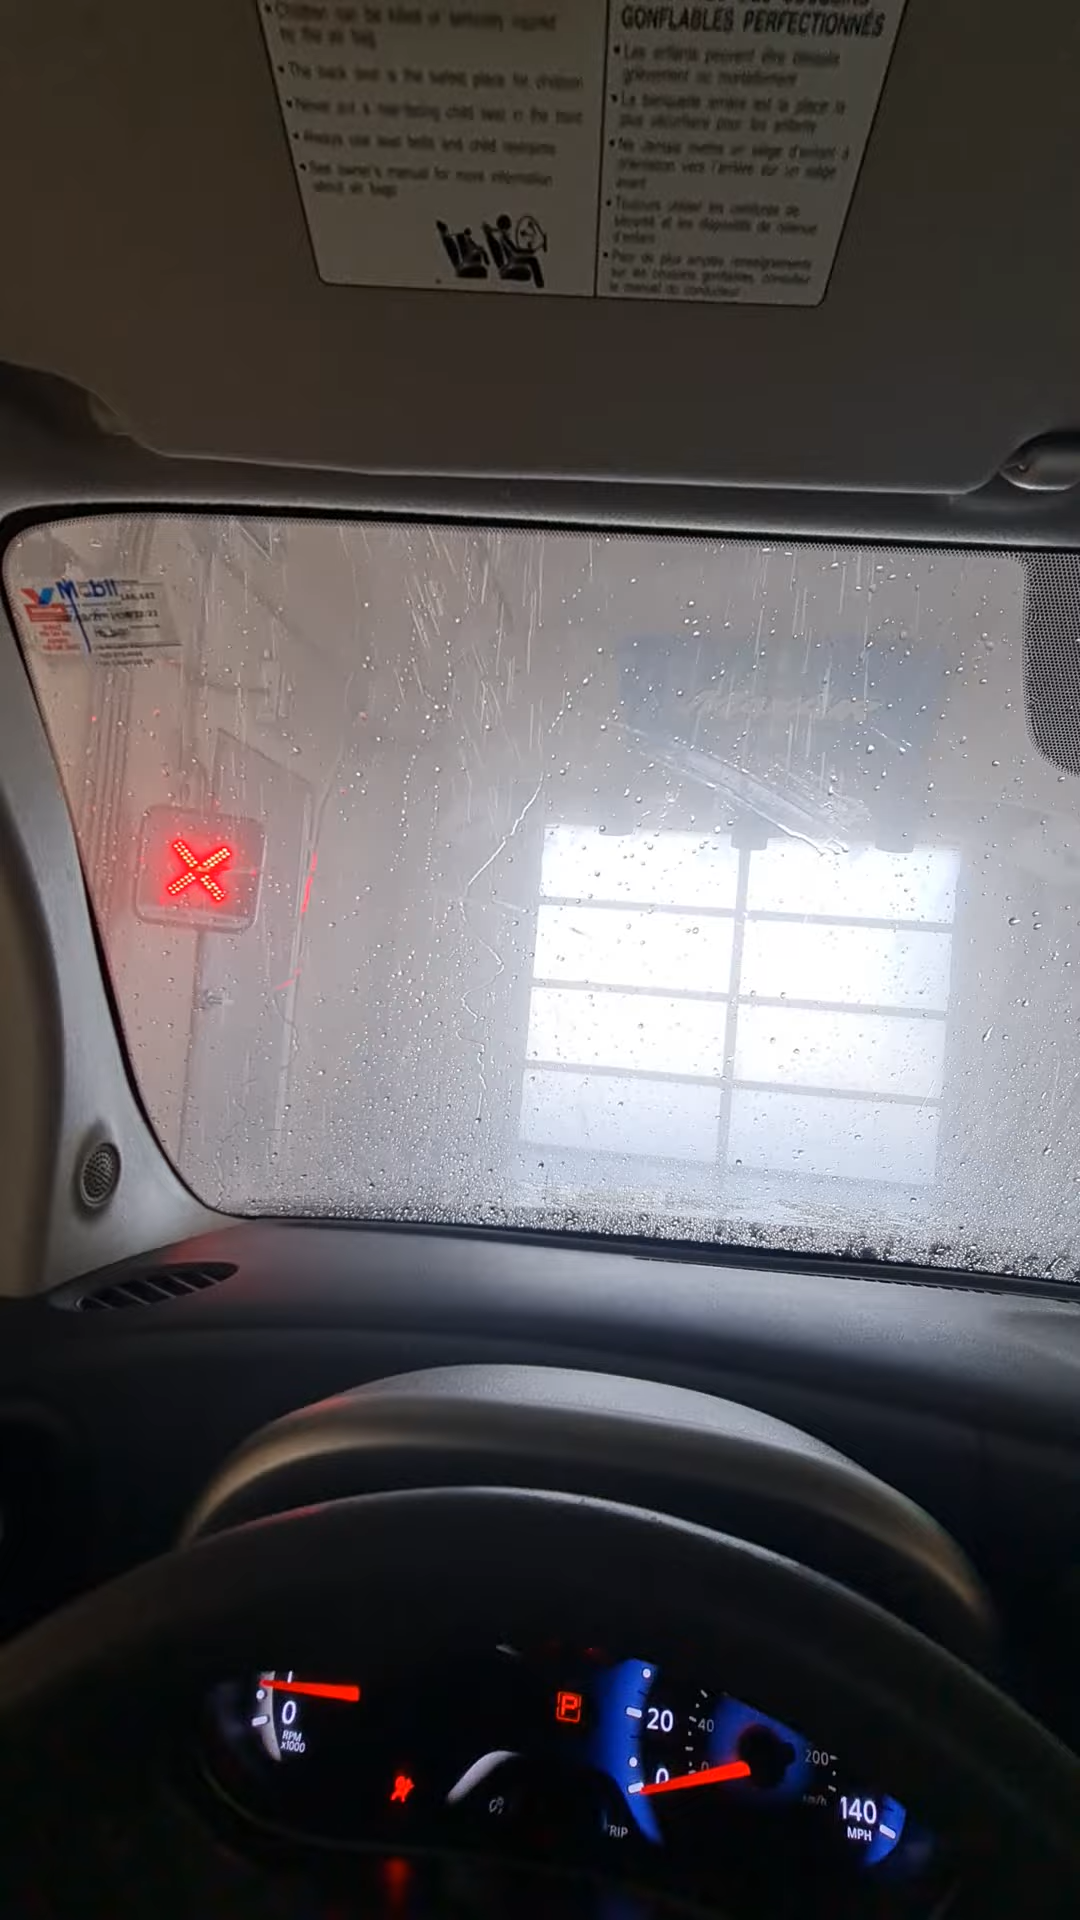 • Children can be killed or seriously injured
by the air bag
• The back seat is the safest place for children
• Never put a rear-facing child seat in the front
• Always use seat belts and child restraints
• See owner's manual for more information
about air bags
GONFLABLES PERFECTIONNÉS
• Les enfants peuvent être blessés
grièvement ou mortellement
• La banquette arrière est la place la
plus sécuritaire pour les enfants
• Ne jamais mettre un siège d'enfant à
orientation vers l'arrière sur un siège
avant
• Toujours utiliser les ceintures de
sécurité et les dispositifs de retenue
d'enfant
• Pour de plus amples renseignements
sur les coussins gonflables, consulter
le manuel du conducteur
Mobil
1
0
RPM
x1000
P
20
0
40
0
200
km/h
140
MPH
TRIP